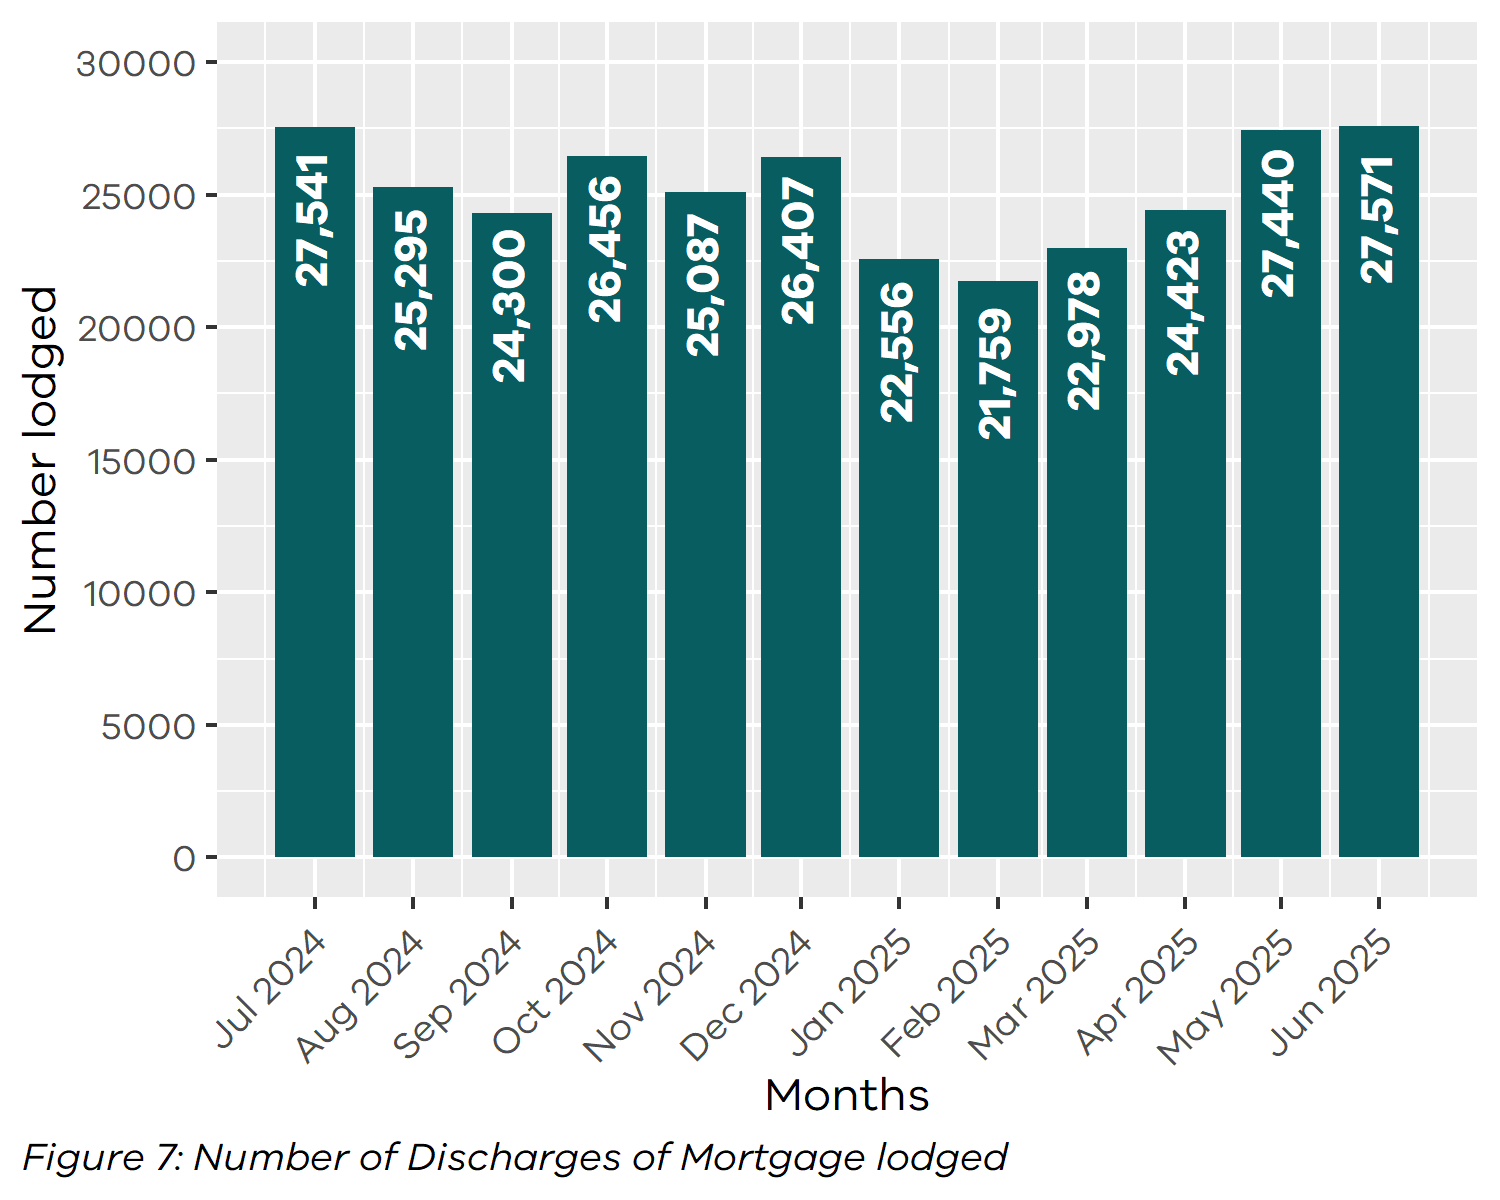 30000
25000
20000
15000
10000
5000
0
Number lodged
27,541
25,295
24,300
26,456
25,087
26,407
22,556
21,759
22,978
24,423
27,440
27,571
Jul 2024
Aug 2024
Sep 2024
Oct 2024
Nov 2024
Dec 2024
Jan 2025
Feb 2025
Mar 2025
Apr 2025
May 2025
Jun 2025
Months
Figure 7: Number of Discharges of Mortgage lodged